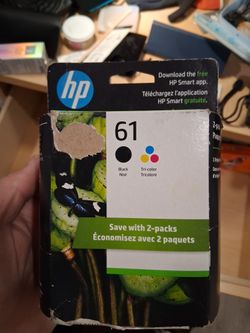 hp
Download the free
HP Smart app.
Téléchargez l'application
HP Smart gratuite.
61
Black
Noir
Tri-color
Tricolore
Save with 2-packs
Économisez avec 2 paquets